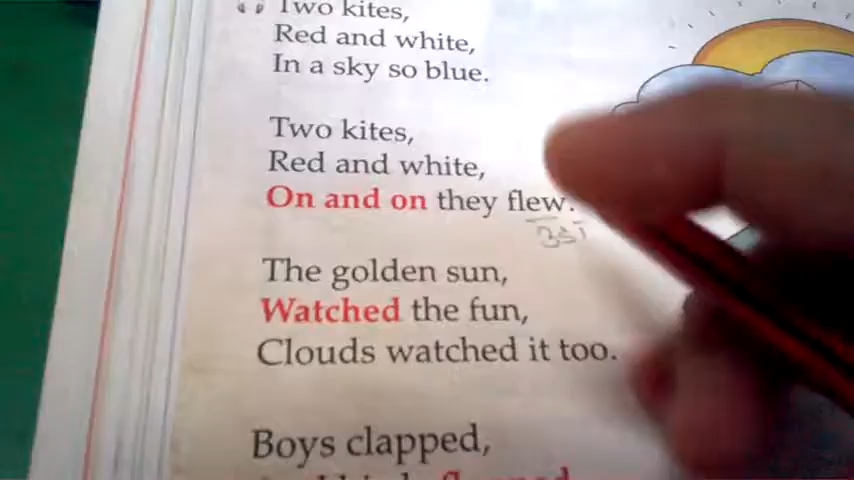 Two kites,
Red and white,
In a sky so blue.
Two kites,
Red and white,
On and on they flew.
The golden sun,
Watched the fun,
Clouds watched it too.
Boys clapped,